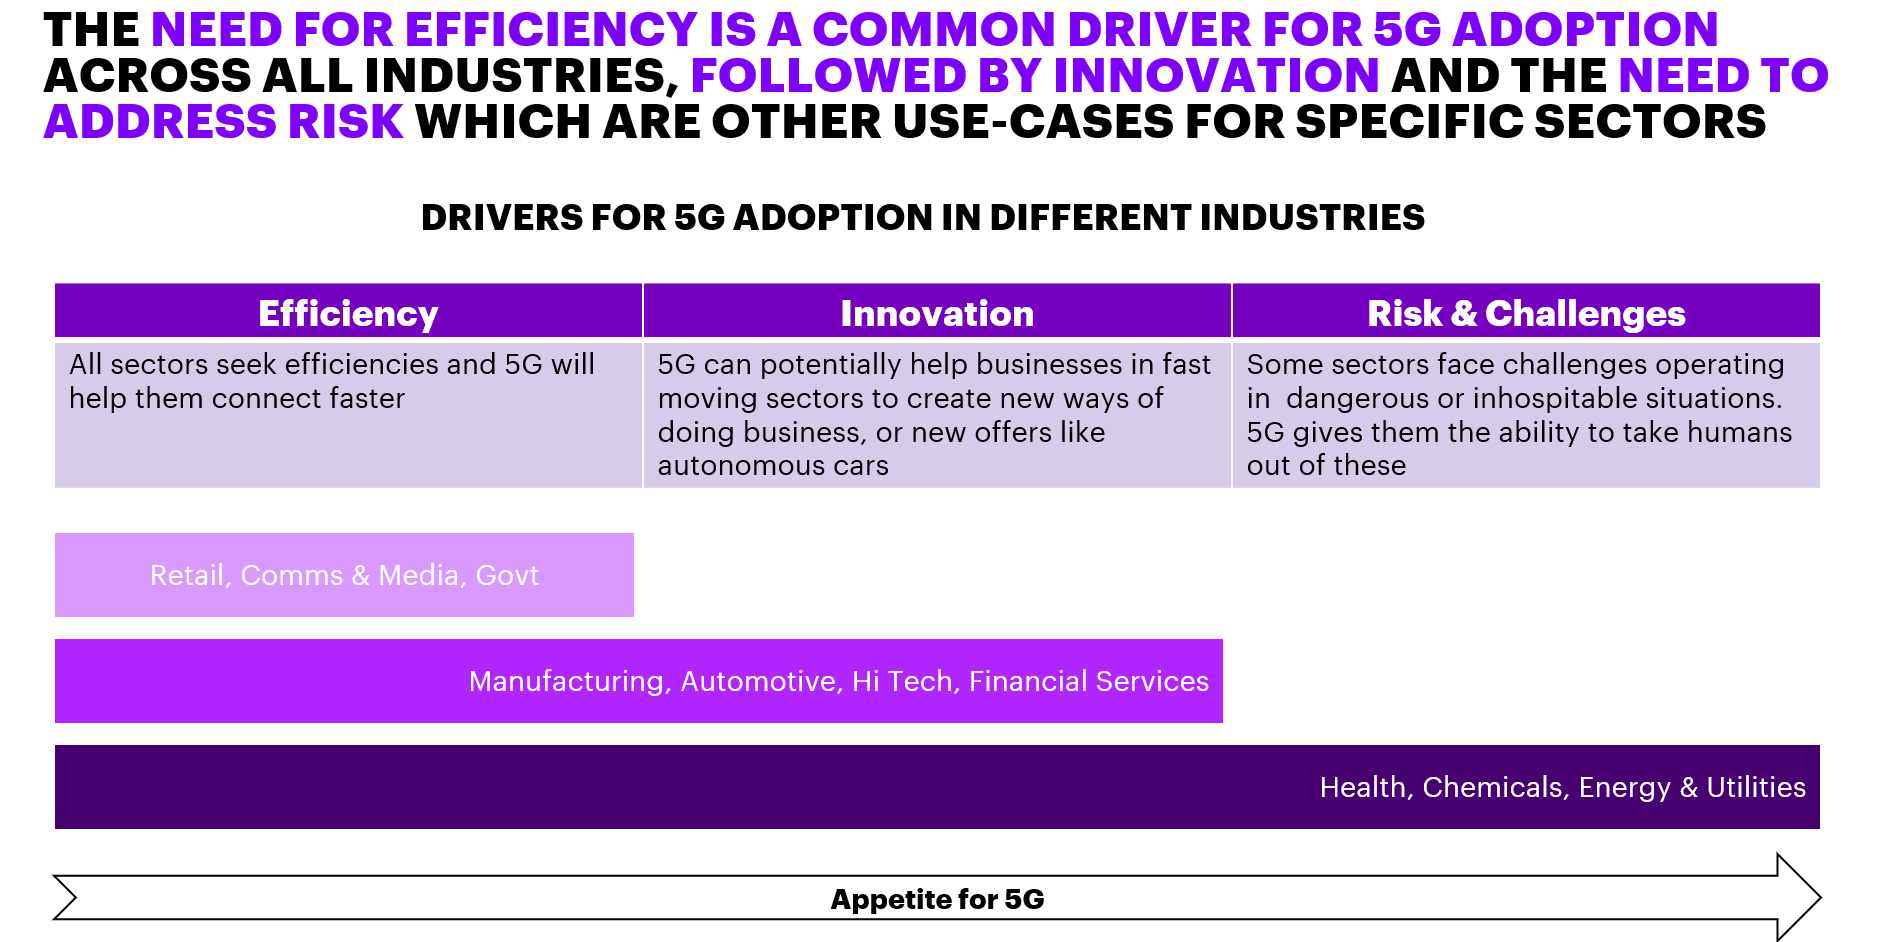 THE NEED FOR EFFICIENCY IS A COMMON DRIVER FOR 5G ADOPTION
ACROSS ALL INDUSTRIES, FOLLOWED BY INNOVATION AND THE NEED TO
ADDRESS RISK WHICH ARE OTHER USE-CASES FOR SPECIFIC SECTORS
DRIVERS FOR 5G ADOPTION IN DIFFERENT INDUSTRIES
Efficiency
All sectors seek efficiencies and 5G will
help them connect faster
Innovation
5G can potentially help businesses in fast
moving sectors to create new ways of
doing business, or new offers like
autonomous cars
Risk & Challenges
Some sectors face challenges operating
in  dangerous or inhospitable situations.
5G gives them the ability to take humans
out of these
Retail, Comms & Media, Govt
Manufacturing, Automotive, Hi Tech, Financial Services
Health, Chemicals, Energy & Utilities
Appetite for 5G